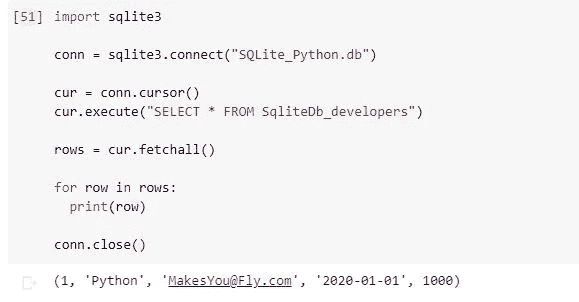 [51] import sqlite3
conn = sqlite3.connect("SQLite_Python.db")
cur = conn.cursor()
cur.execute("SELECT * FROM SqliteDb_developers")
rows = cur.fetchall()
for row in rows:
print(row)
conn.close()
(1, 'Python', 'MakesYou@Fly.com', '2020-01-01', 1000)